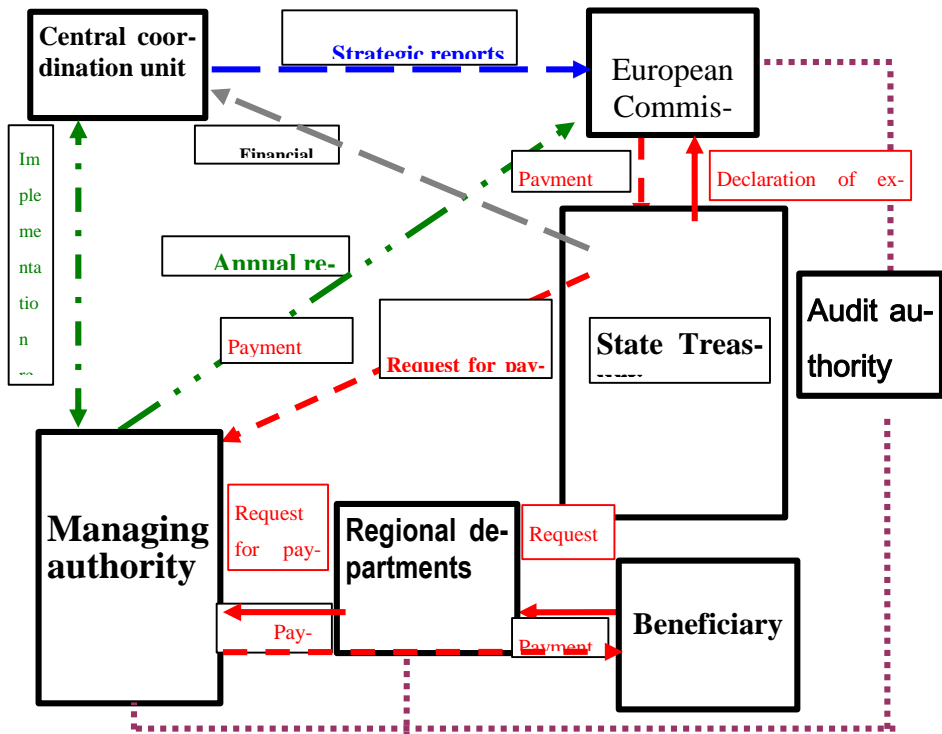 Central coor-
dination unit
Strategic reports
European
Commis-
Im
ple
me
nta
tio
n
re-
Financial
Payment
Declaration of ex-
Annual re-
Payment
Request for pay-
State Treas-
Audit au-
thority
Managing
authority
Request
for pay-
Regional de-
partments
Request
Pay-
Payment
Beneficiary